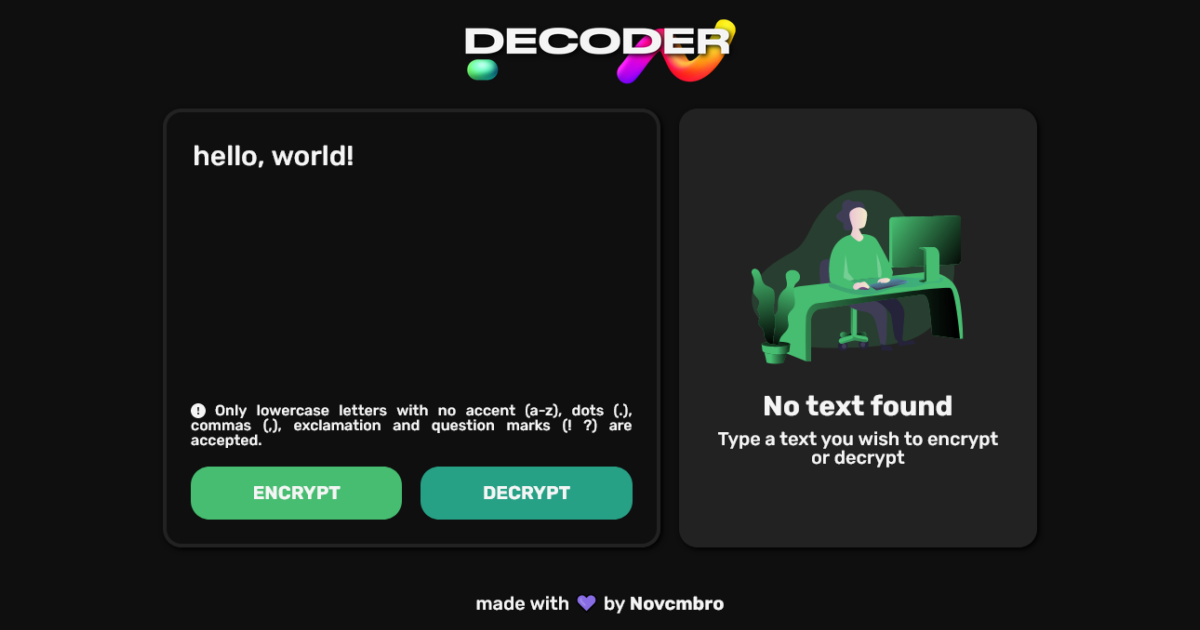 DECODER
hello, world!
! Only lowercase letters with no accent (a-z), dots (.),
commas (,), exclamation and question marks (! ?) are
accepted.
ENCRYPT
DECRYPT
No text found
Type a text you wish to encrypt
or decrypt
made with 💜 by Novcmbro